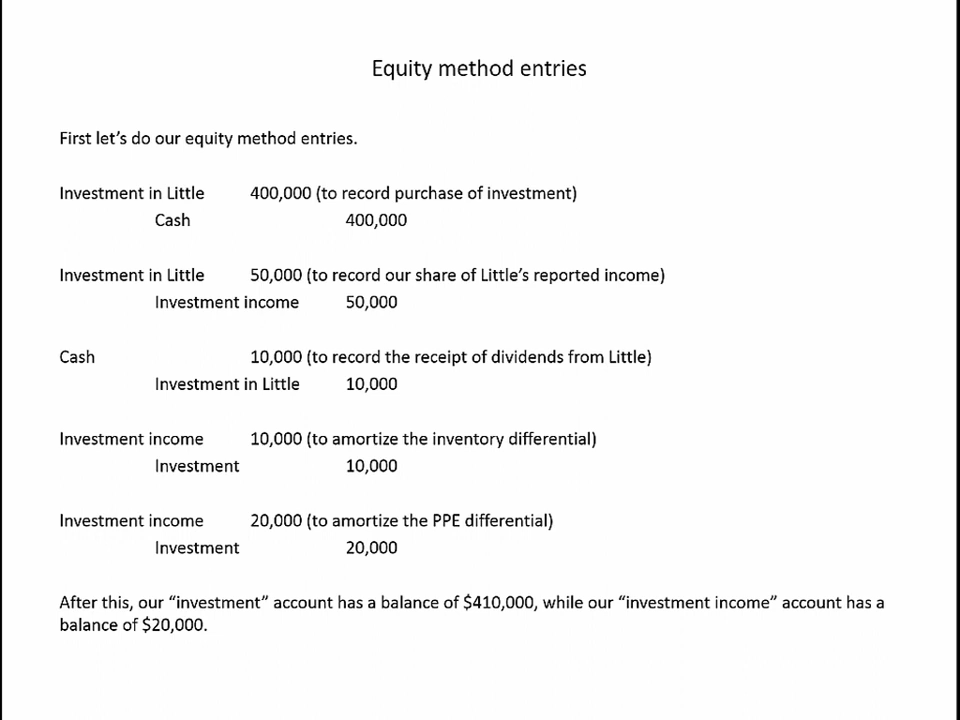 Equity method entries
First let's do our equity method entries.
Investment in Little 400,000 (to record purchase of investment)
Cash 400,000
Investment in Little 50,000 (to record our share of Little's reported income)
Investment income 50,000
Cash 10,000 (to record the receipt of dividends from Little)
Investment in Little 10,000
Investment income 10,000 (to amortize the inventory differential)
Investment 10,000
Investment income 20,000 (to amortize the PPE differential)
Investment 20,000
After this, our “investment” account has a balance of $410,000, while our “investment income” account has a
balance of $20,000.